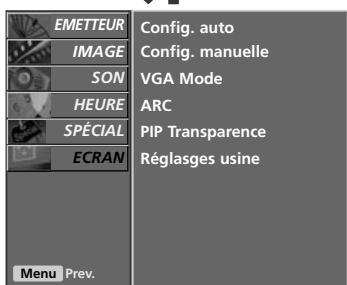 EMETTEUR
IMAGE
SON
HEURE
SPÉCIAL
ECRAN
Config. auto
Config. manuelle
VGA Mode
ARC
PIP Transparence
Réglasges usine
Menu Prev.